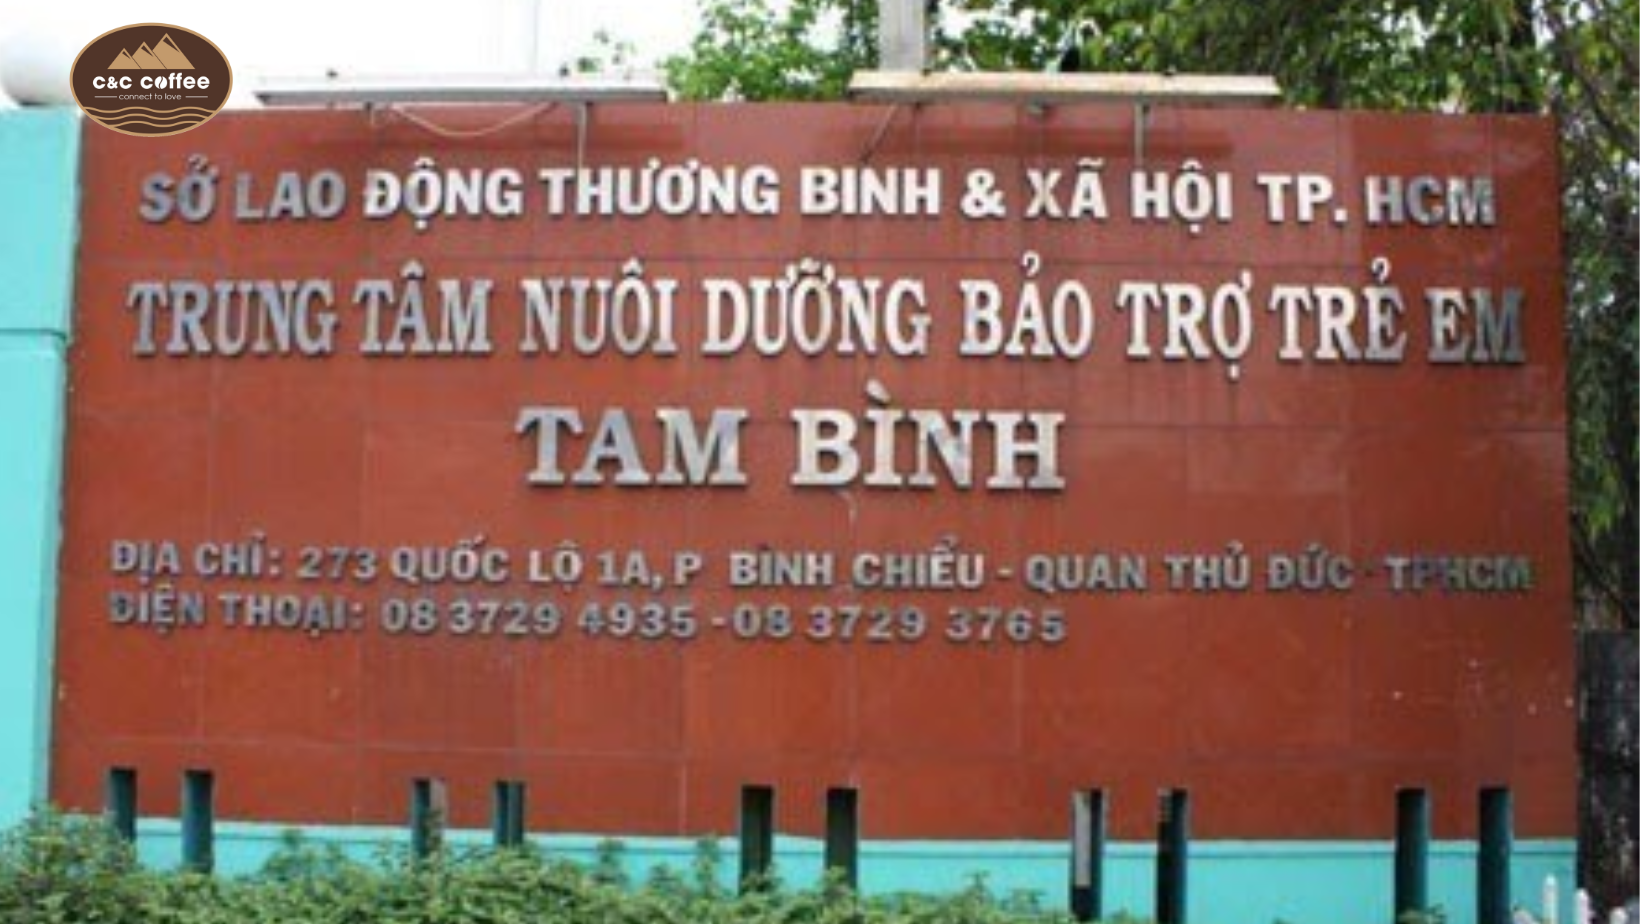 c&c coffee
connect to love
SỞ LAO ĐỘNG THƯƠNG BINH & XÃ HỘI TP. HCM
TRUNG TÂM NUÔI DƯỠNG BẢO TRỢ TRẺ EM
TAM BÌNH
ĐỊA CHỈ: 273 QUỐC LỘ 1A, P BÌNH CHIỂU - QUAN THỦ ĐỨC - TPHCM
ĐIỆN THOẠI: 08 3729 4935 - 08 3729 3765